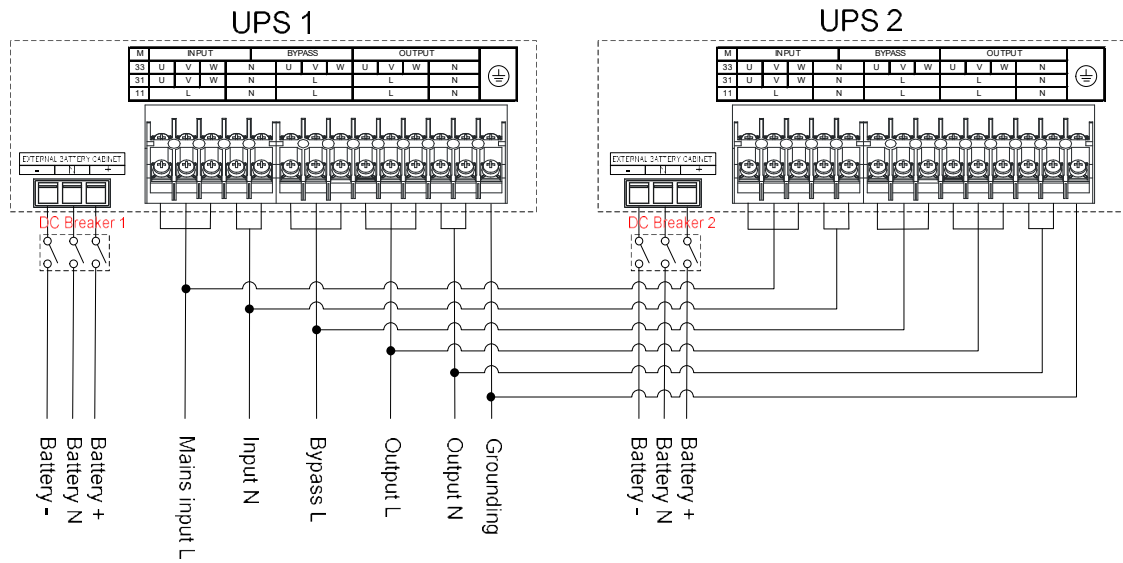 UPS 1
M INPUT BYPASS OUTPUT
33 U V W N U V W U V W N
31 U V W N L L N
11 L N L L N
EXTERNAL BATTERY CABINET
- N +
DC Breaker 1
Battery -
Battery N
Battery +
Mains input L
Input N
Bypass L
Output L
Output N
Grounding
UPS 2
M INPUT BYPASS OUTPUT
33 U V W N U V W U V W N
31 U V W N L L N
11 L N L L N
EXTERNAL BATTERY CABINET
- N +
DC Breaker 2
Battery -
Battery N
Battery +